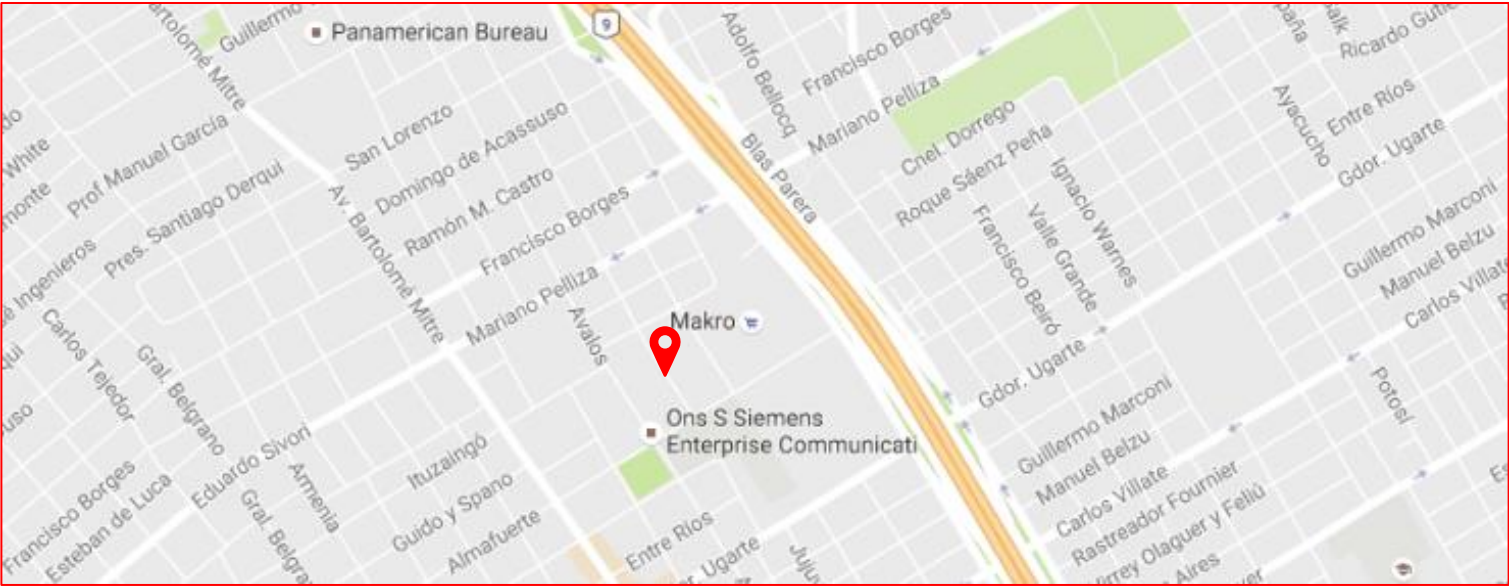 Guillermo
9
Panamerican Bureau
Bartolomé Mitre
Adolfo Bellocq
Francisco Borges
Ricardo
Mariano Pelliza
Ayacucho
Entre Ríos
San Lorenzo
Domingo de Acassuso
Prof. Manuel García
White
Blas Parera
Cnel. Dorrego
Roque Sáenz Peña
Gdor. Ugarte
Pres. Santiago Derqui
Av. Bartolomé Mitre
Ramón M. Castro
Francisco Borges
Ignacio Warnes
Valle Grande
Francisco Beiró
Guillermo Marconi
Manuel Belzu
Carlos Villate
Ingenieros
Mariano Pelliza
Carlos Tejedor
Avalos
Makro
Gral. Belgrano
Gdor. Ugarte
Potosí
Ons S Siemens
Enterprise Communicati
Guillermo Marconi
Manuel Belzu
Carlos Villate
Rastreador Fournier
Virrey Olaguer y Feliú
Aires
Eduardo Sivori
Ituzaingó
Armenia
Guido y Spano
Almafuerte
Francisco Borges
Esteban de Luca
Gral. Belgra
Entre Ríos
Ugarte
Jujuy